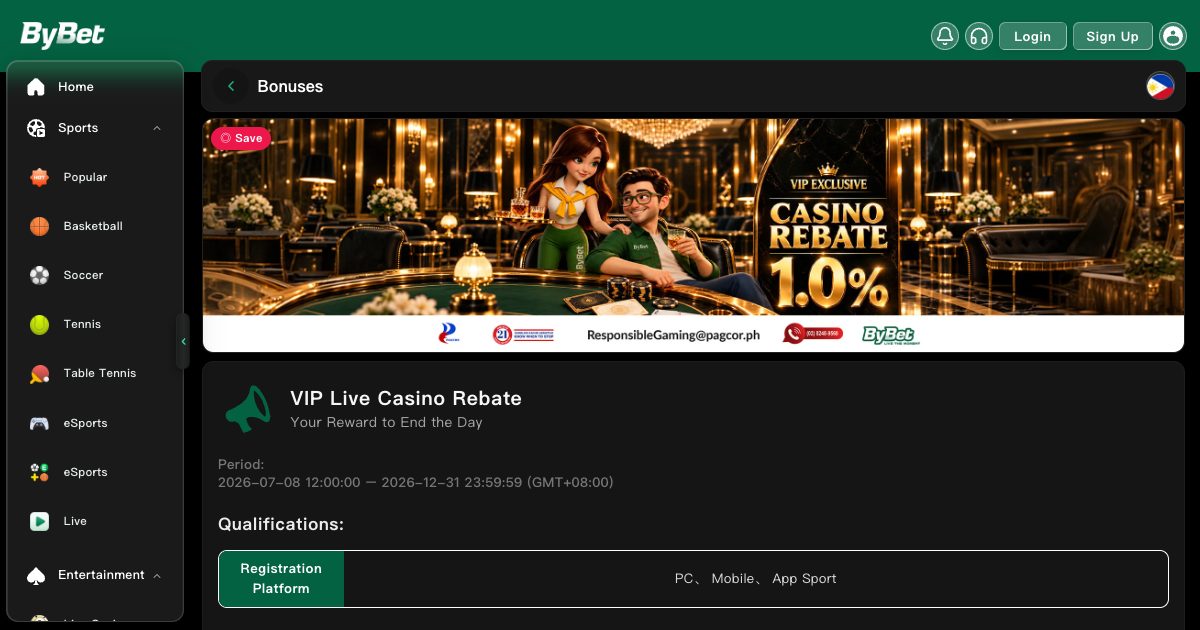 ByBet
Login
Sign Up
Home
Sports
Popular
Basketball
Soccer
Tennis
Table Tennis
eSports
eSports
Live
Entertainment
Bonuses
Save
VIP EXCLUSIVE
CASINO
REBATE
1.0%
ByBet
ByBet
21
ResponsibleGaming@pagcor.ph
ByBet
VIP Live Casino Rebate
Your Reward to End the Day
Period:
2026-07-08 12:00:00 — 2026-12-31 23:59:59 (GMT+08:00)
Qualifications:
Registration
Platform
PC、 Mobile、 App Sport